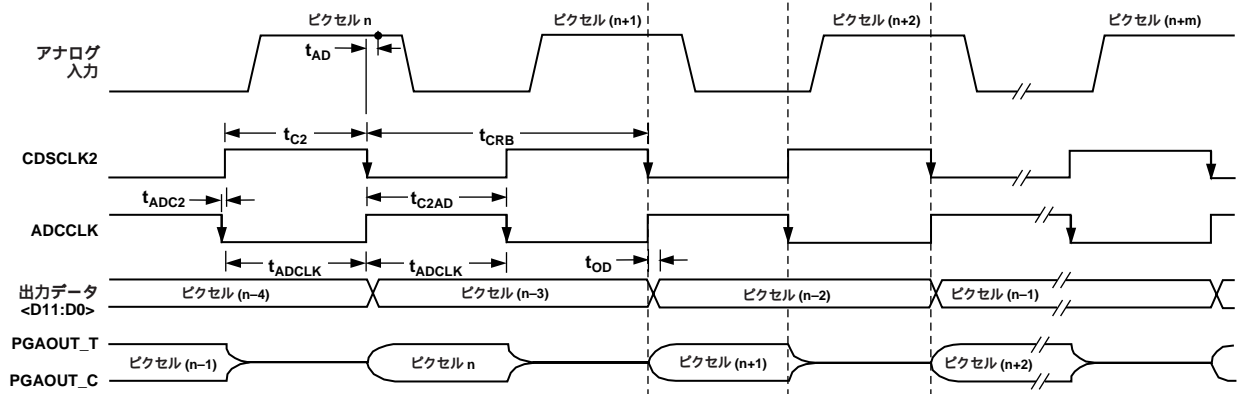 ピクセル n
ピクセル (n+1)
ピクセル (n+2)
ピクセル (n+m)
アナログ
入力
tAD
tC2
tCRB
CDSCLK2
tADC2
tC2AD
ADCCLK
tADCLK
tADCLK
tOD
出力データ
<D11:D0>
ピクセル (n–4)
ピクセル (n–3)
ピクセル (n–2)
ピクセル (n–1)
PGAOUT_T
PGAOUT_C
ピクセル (n–1)
ピクセル n
ピクセル (n+1)
ピクセル (n+2)